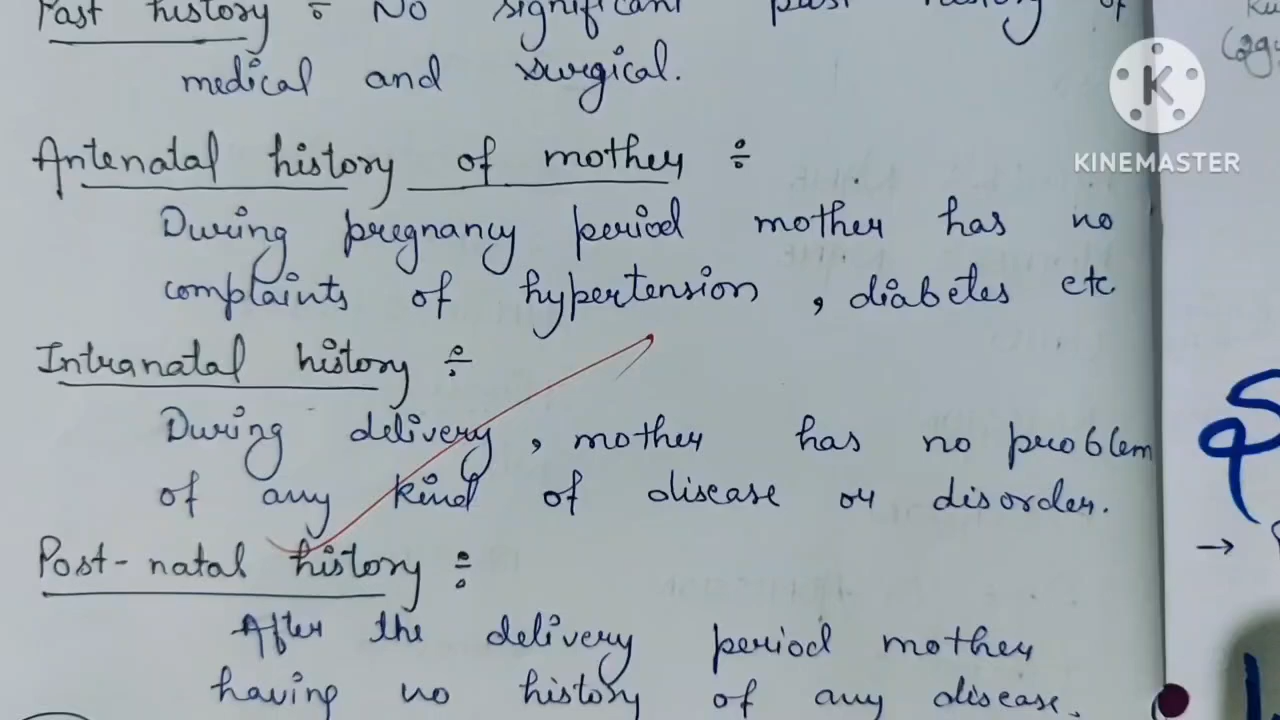 Past history ÷ No significant past history of
medical and surgical.
Antenatal history of mother ÷
During pregnancy period mother has no
complaints of hypertension, diabetes etc
Intranatal history ÷
During delivery, mother has no problem
of any kind of disease or disorder.
Post-natal history ÷
After the delivery period mother
having no history of any disease.
K
KINEMASTER
→